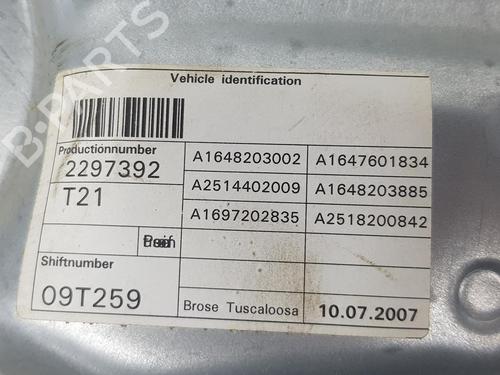 Vehicle identification
Productionnumber
2297392
A1648203002 A1647601834
T21
A2514402009 A1648203885
A1697202835 A2518200842
Shiftnumber
09T259
Brose Tuscaloosa 10.07.2007
B-PARTS